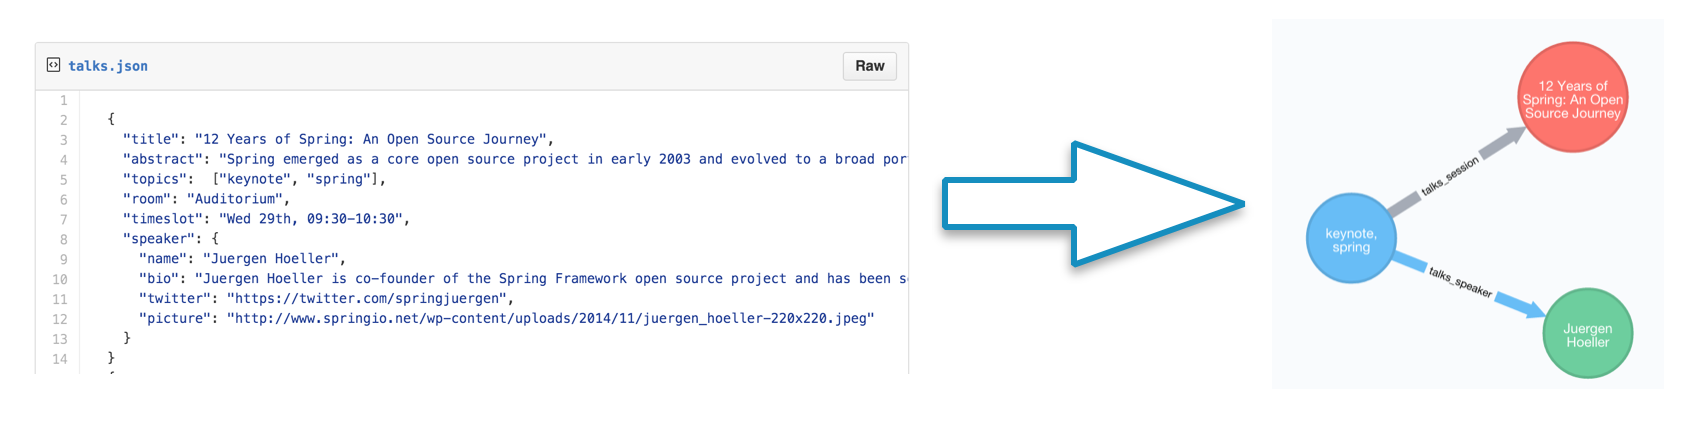 talks.json
Raw
1
2 {
3 "title": "12 Years of Spring: An Open Source Journey",
4 "abstract": "Spring emerged as a core open source project in early 2003 and evolved to a broad por
5 "topics":  ["keynote", "spring"],
6 "room": "Auditorium",
7 "timeslot": "Wed 29th, 09:30-10:30",
8 "speaker": {
9 "name": "Juergen Hoeller",
10 "bio": "Juergen Hoeller is co-founder of the Spring Framework open source project and has been s
11 "twitter": "https://twitter.com/springjuergen",
12 "picture": "http://www.springio.net/wp-content/uploads/2014/11/juergen_hoeller-220x220.jpeg"
13 }
14 }
12 Years of
Spring: An Open
Source Journey
talks_session
keynote,
spring
talks_speaker
Juergen
Hoeller